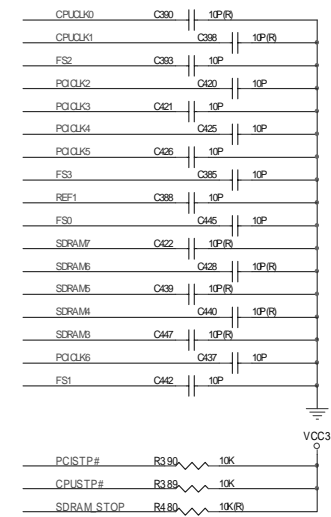 CPUCLK0 C390 10P(R)
CPUCLK1 C398 10P(R)
FS2 C393 10P
PCICLK2 C420 10P
PCICLK3 C421 10P
PCICLK4 C425 10P
PCICLK5 C426 10P
FS3 C385 10P
REF1 C388 10P
FS0 C445 10P
SDRAM7 C422 10P(R)
SDRAM6 C428 10P(R)
SDRAM5 C439 10P(R)
SDRAM4 C440 10P(R)
SDRAM3 C447 10P(R)
PCICLK6 C437 10P
FS1 C442 10P
VCC3
PCISTP# R390 10K
CPUSTP# R389 10K
SDRAM_STOP R480 10K(R)